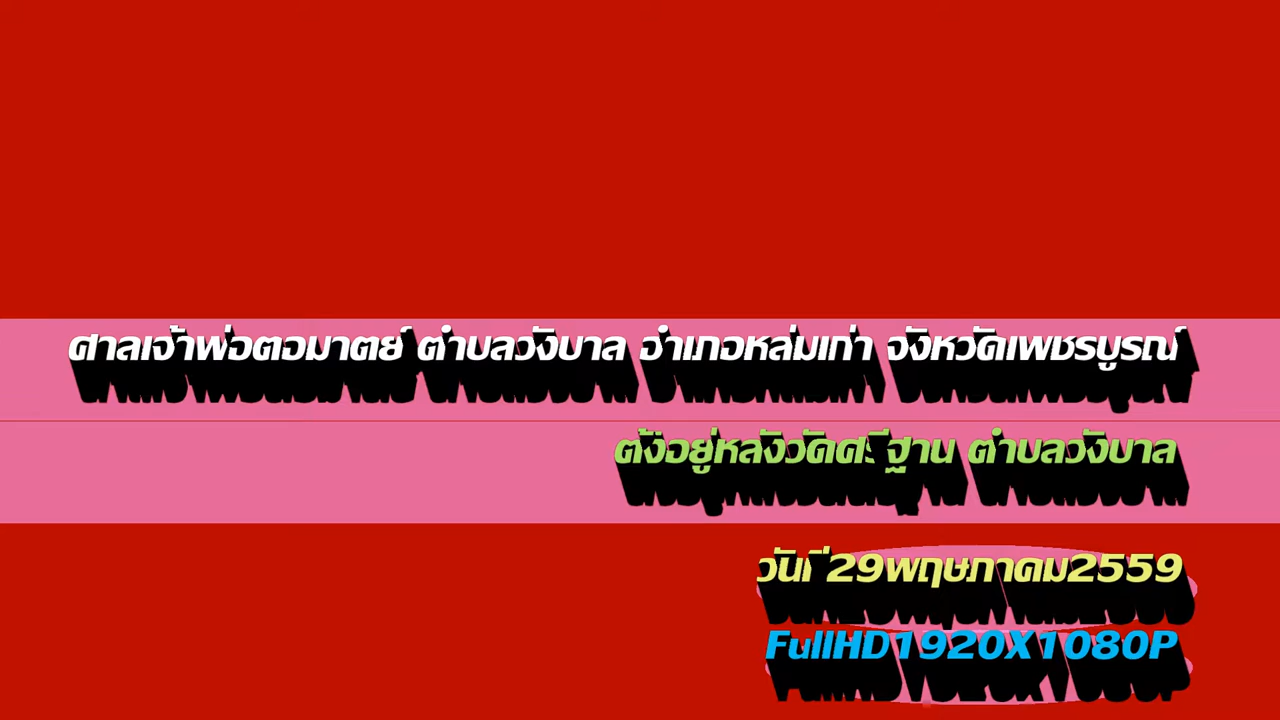 ศาลเจ้าพ่อตอมาตย์ ตำบลวังบาล อำเภอหล่มเก่า จังหวัดเพชรบูรณ์
ตั้งอยู่หลังวัดศรีฐาน ตำบลวังบาล
วันที่29พฤษภาคม2559
FullHD1920X1080P